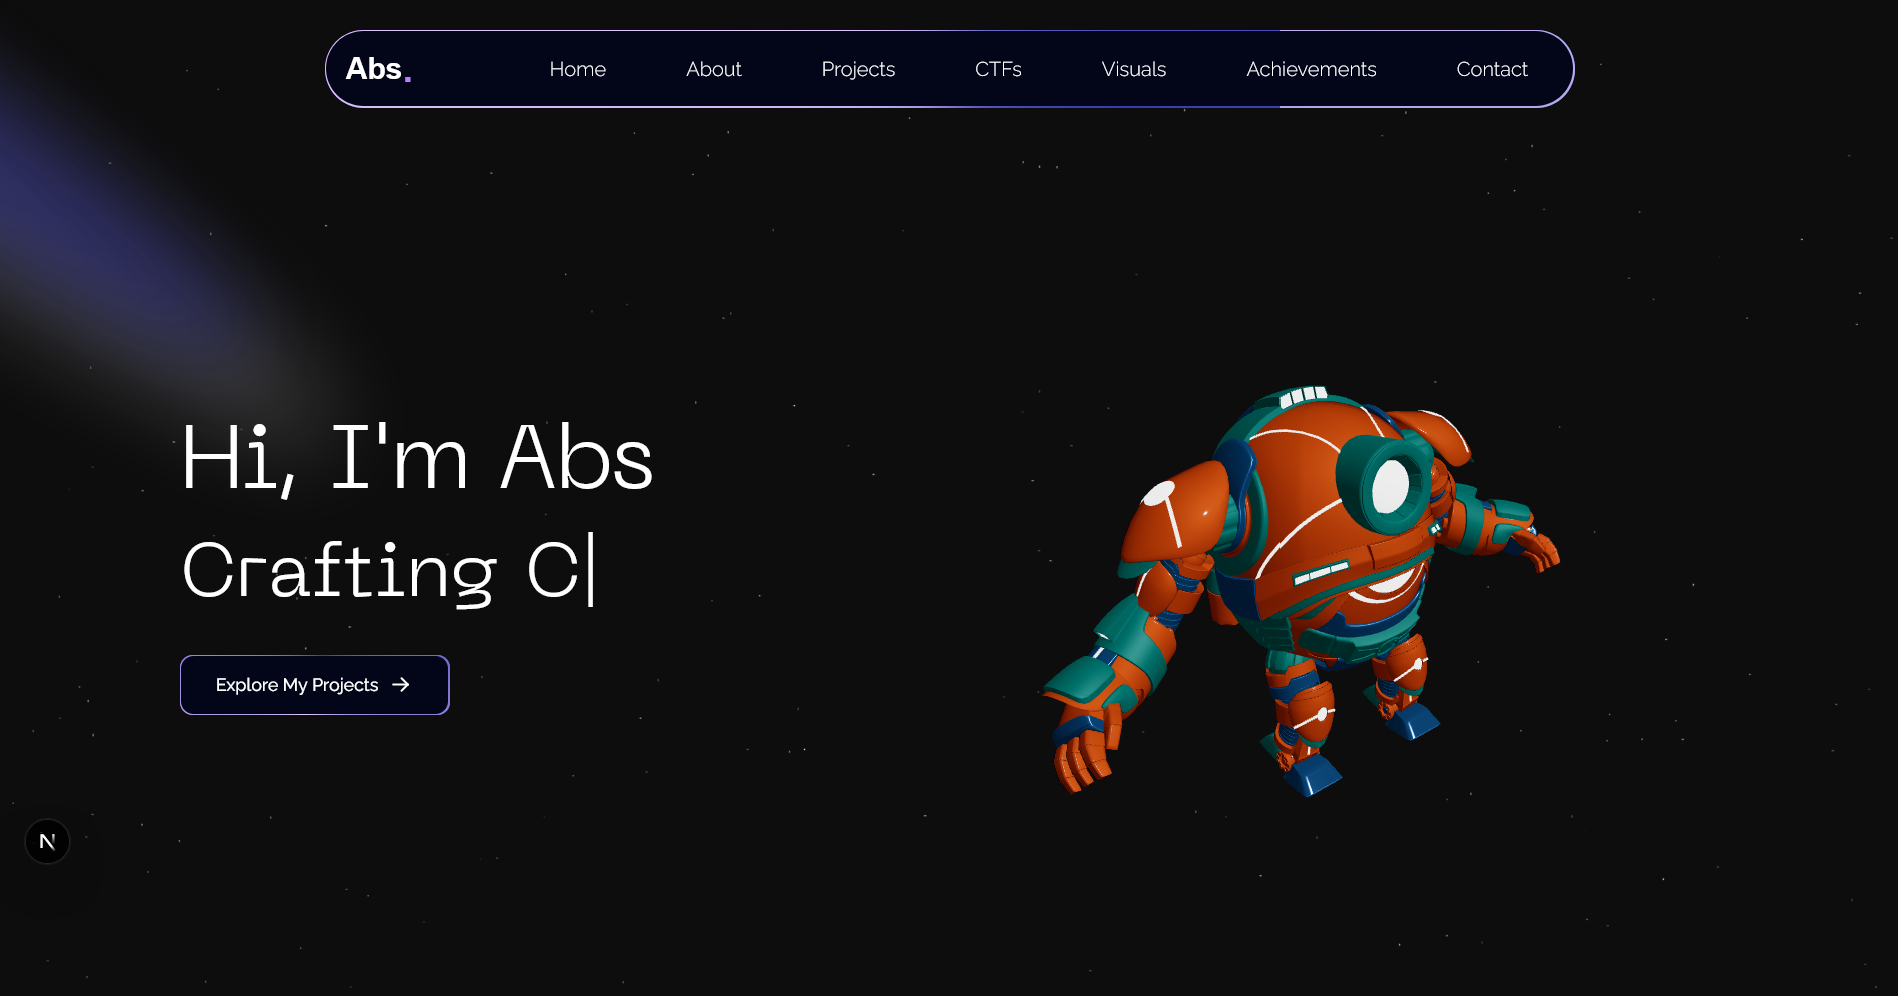 Abs. Home About Projects CTFs Visuals Achievements Contact
Hi, I'm Abs
Crafting C|
Explore My Projects →
N